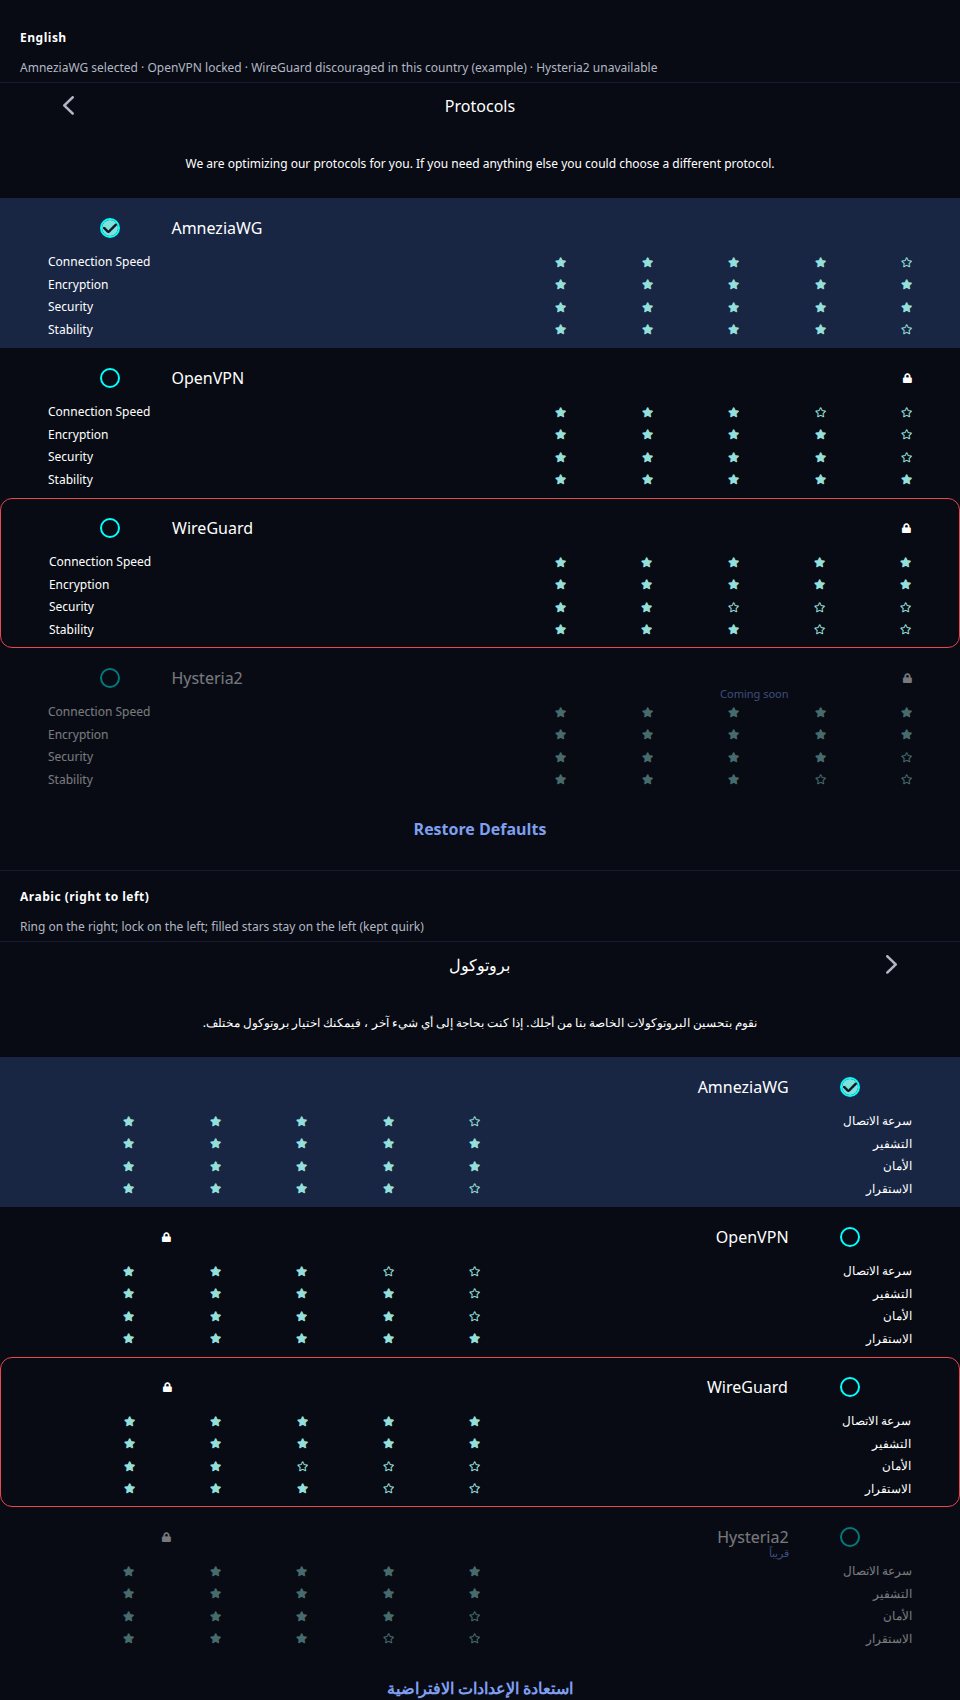 English
AmneziaWG selected · OpenVPN locked · WireGuard discouraged in this country (example) · Hysteria2 unavailable
Protocols
We are optimizing our protocols for you. If you need anything else you could choose a different protocol.
AmneziaWG
Connection Speed
Encryption
Security
Stability
OpenVPN
Connection Speed
Encryption
Security
Stability
WireGuard
Connection Speed
Encryption
Security
Stability
Hysteria2
Coming soon
Connection Speed
Encryption
Security
Stability
Restore Defaults
Arabic (right to left)
Ring on the right; lock on the left; filled stars stay on the left (kept quirk)
بروتوكول
نقوم بتحسين البروتوكولات الخاصة بنا من أجلك. إذا كنت بحاجة إلى أي شيء آخر ، فيمكنك اختيار بروتوكول مختلف.
AmneziaWG
سرعة الاتصال
التشفير
الأمان
الاستقرار
OpenVPN
سرعة الاتصال
التشفير
الأمان
الاستقرار
WireGuard
سرعة الاتصال
التشفير
الأمان
الاستقرار
Hysteria2
قريباً
سرعة الاتصال
التشفير
الأمان
الاستقرار
استعادة الإعدادات الافتراضية